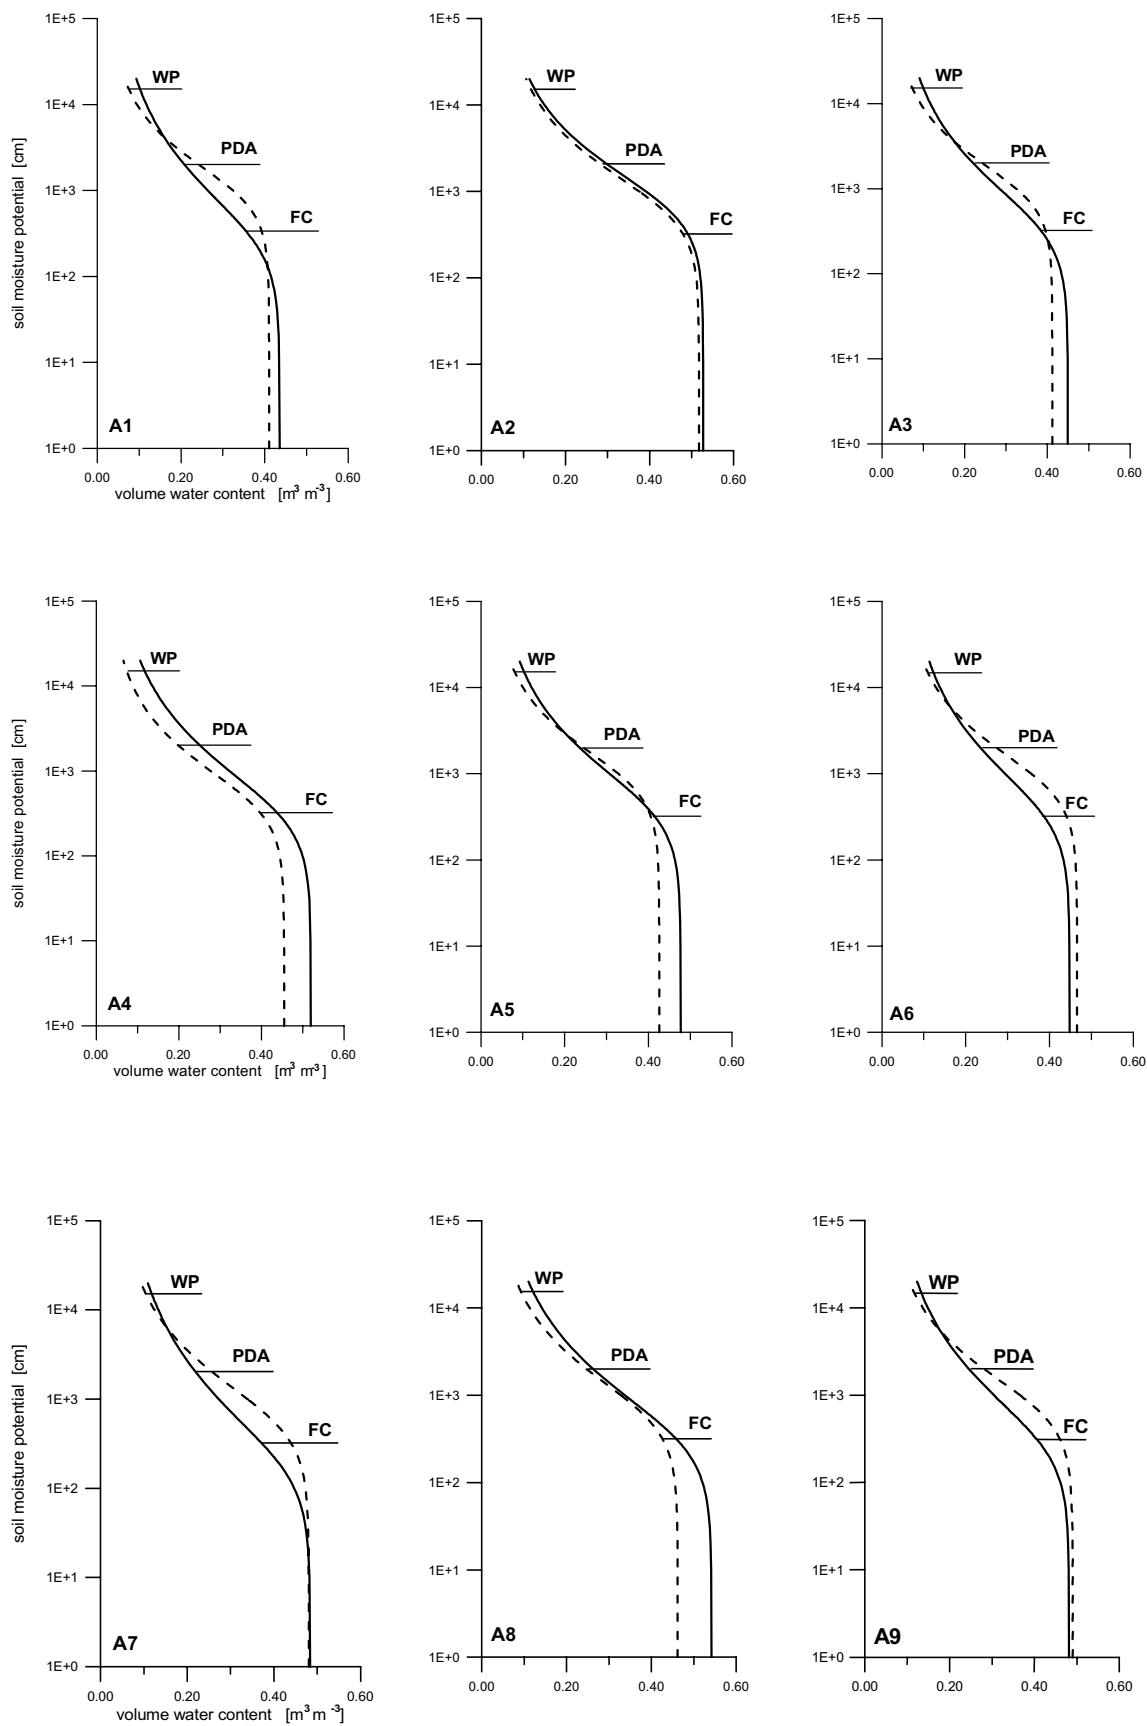 1E+5
1E+4
1E+3
1E+2
1E+1
1E+0
soil moisture potential [cm]
WP
PDA
FC
A1
0.00 0.20 0.40 0.60
volume water content [m³ m⁻³]
1E+5
1E+4
1E+3
1E+2
1E+1
1E+0
WP
PDA
FC
A2
0.00 0.20 0.40 0.60
1E+5
1E+4
1E+3
1E+2
1E+1
1E+0
WP
PDA
FC
A3
0.00 0.20 0.40 0.60
1E+5
1E+4
1E+3
1E+2
1E+1
1E+0
soil moisture potential [cm]
WP
PDA
FC
A4
0.00 0.20 0.40 0.60
volume water content [m³ m³]
1E+5
1E+4
1E+3
1E+2
1E+1
1E+0
WP
PDA
FC
A5
0.00 0.20 0.40 0.60
1E+5
1E+4
1E+3
1E+2
1E+1
1E+0
WP
PDA
FC
A6
0.00 0.20 0.40 0.60
1E+5
1E+4
1E+3
1E+2
1E+1
1E+0
soil moisture potential [cm]
WP
PDA
FC
A7
0.00 0.20 0.40 0.60
volume water content [m³ m⁻³]
1E+5
1E+4
1E+3
1E+2
1E+1
1E+0
WP
PDA
FC
A8
0.00 0.20 0.40 0.60
1E+5
1E+4
1E+3
1E+2
1E+1
1E+0
WP
PDA
FC
A9
0.00 0.20 0.40 0.60